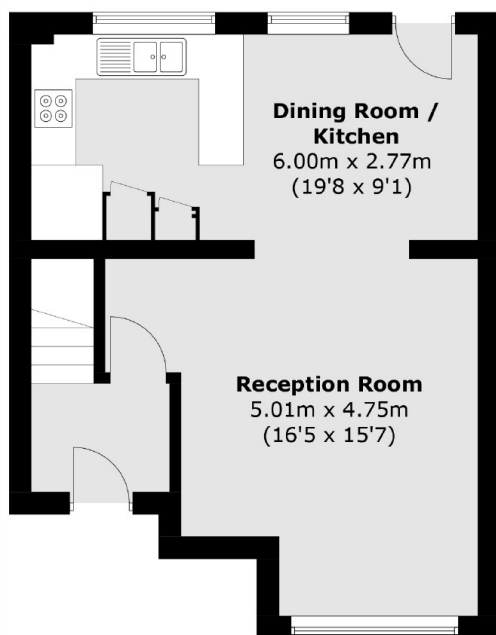 Dining Room /
Kitchen
6.00m x 2.77m
(19'8 x 9'1)
Reception Room
5.01m x 4.75m
(16'5 x 15'7)